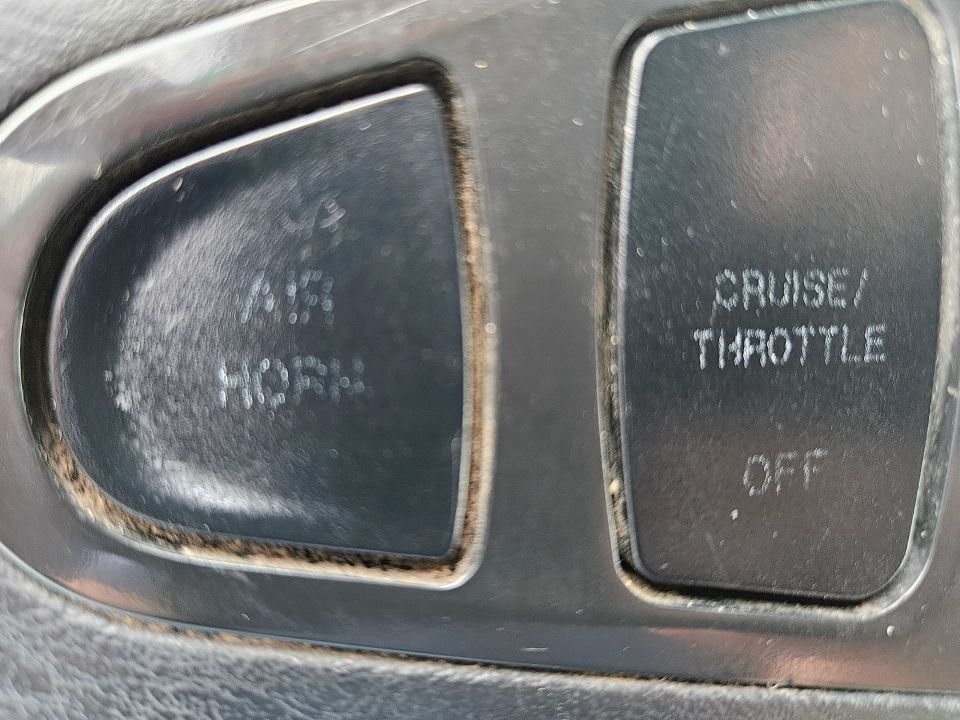 AIR
HORN
CRUISE/
THROTTLE
OFF